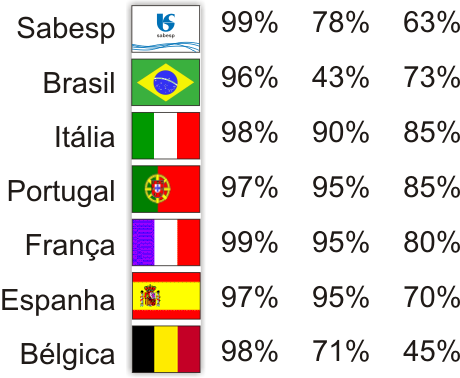 Sabesp sabesp 99% 78% 63%
Brasil 96% 43% 73%
Itália 98% 90% 85%
Portugal 97% 95% 85%
França 99% 95% 80%
Espanha 97% 95% 70%
Bélgica 98% 71% 45%